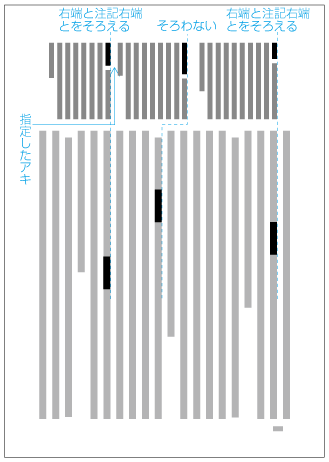 右端と注記右端
とをそろえる
そろわない
右端と注記右端
とをそろえる
指定したアキ